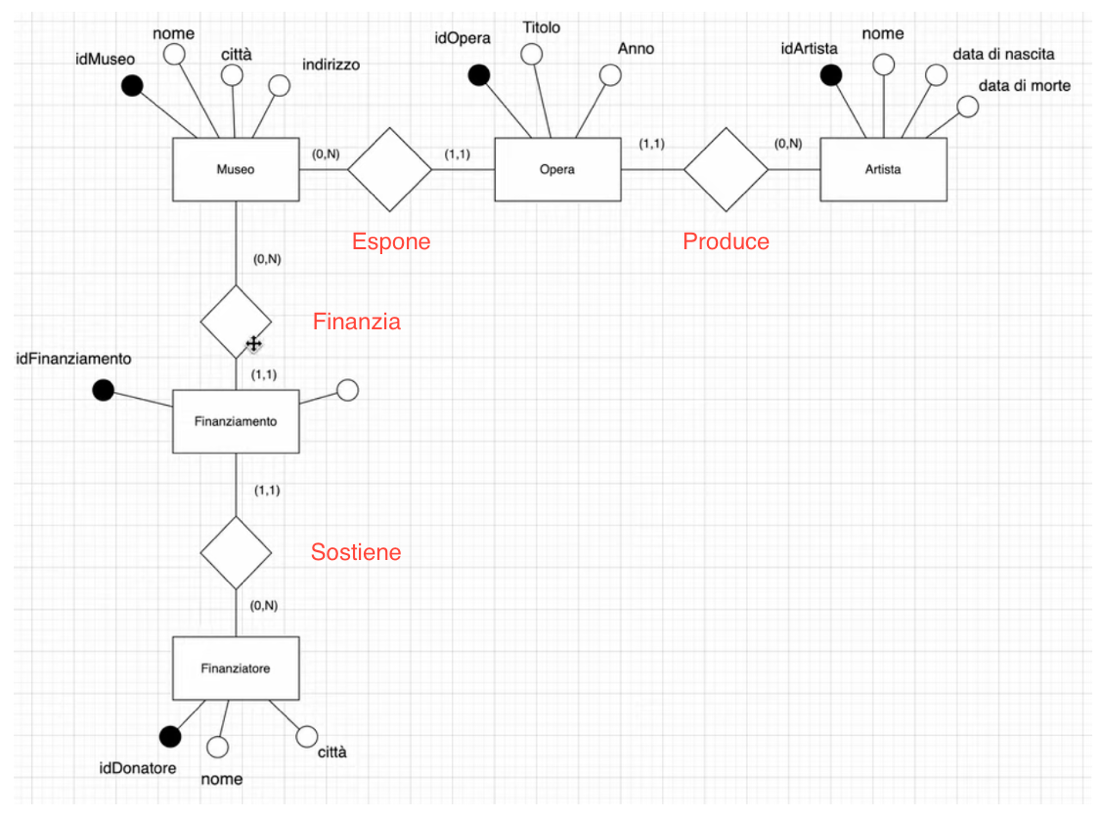 idMuseo
nome
città
indirizzo
idOpera
Titolo
Anno
idArtista
nome
data di nascita
data di morte
Museo
(0,N)
(1,1)
Opera
(1,1)
(0,N)
Artista
Espone
Produce
(0,N)
Finanzia
idFinanziamento
(1,1)
Finanziamento
(1,1)
Sostiene
(0,N)
Finanziatore
idDonatore
nome
città